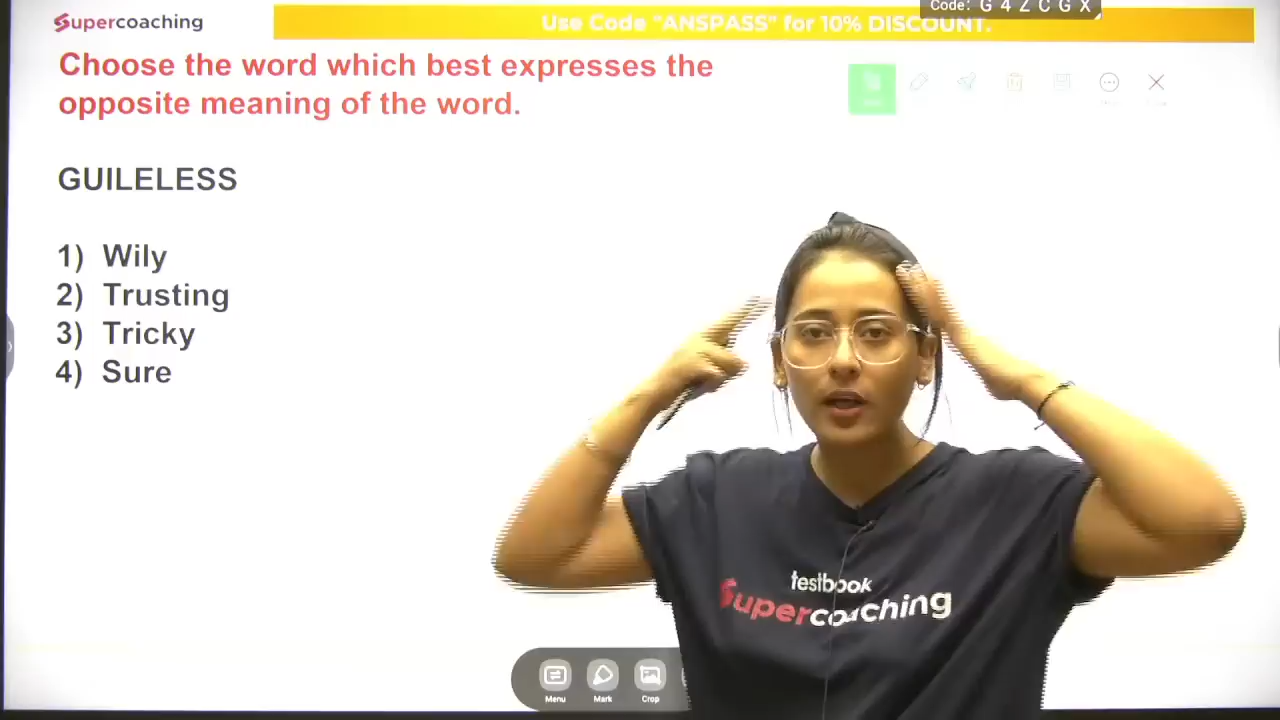 Code: G 4 Z C G X
Supercoaching
Use Code "ANSPASS" for 10% DISCOUNT.
Choose the word which best expresses the
opposite meaning of the word.
GUILELESS
1) Wily
2) Trusting
3) Tricky
4) Sure
testbook
Supercoaching
Menu
Mark
Crop